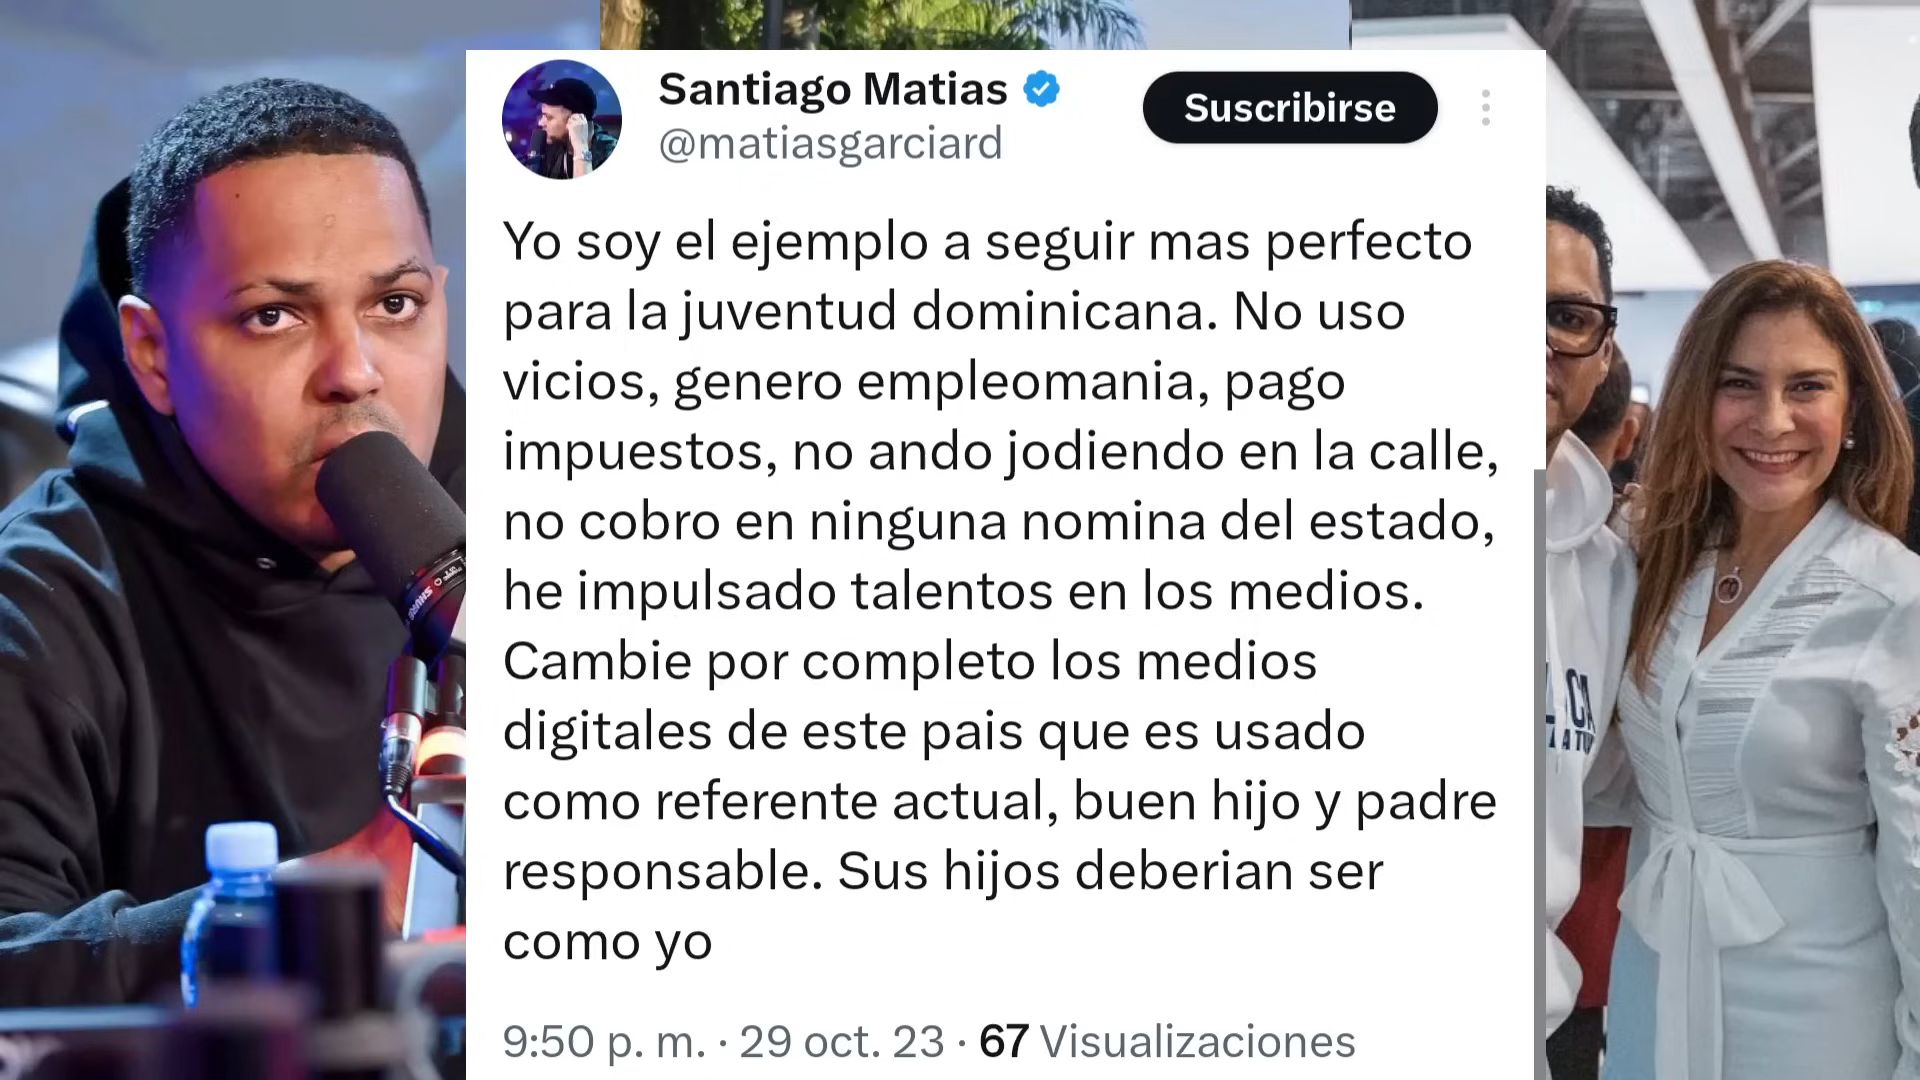 Santiago Matias
@matiasgarciard
Suscribirse
Yo soy el ejemplo a seguir mas perfecto
para la juventud dominicana. No uso
vicios, genero empleomania, pago
impuestos, no ando jodiendo en la calle,
no cobro en ninguna nomina del estado,
he impulsado talentos en los medios.
Cambie por completo los medios
digitales de este pais que es usado
como referente actual, buen hijo y padre
responsable. Sus hijos deberian ser
como yo
9:50 p. m. · 29 oct. 23 · 67 Visualizaciones
SHURE